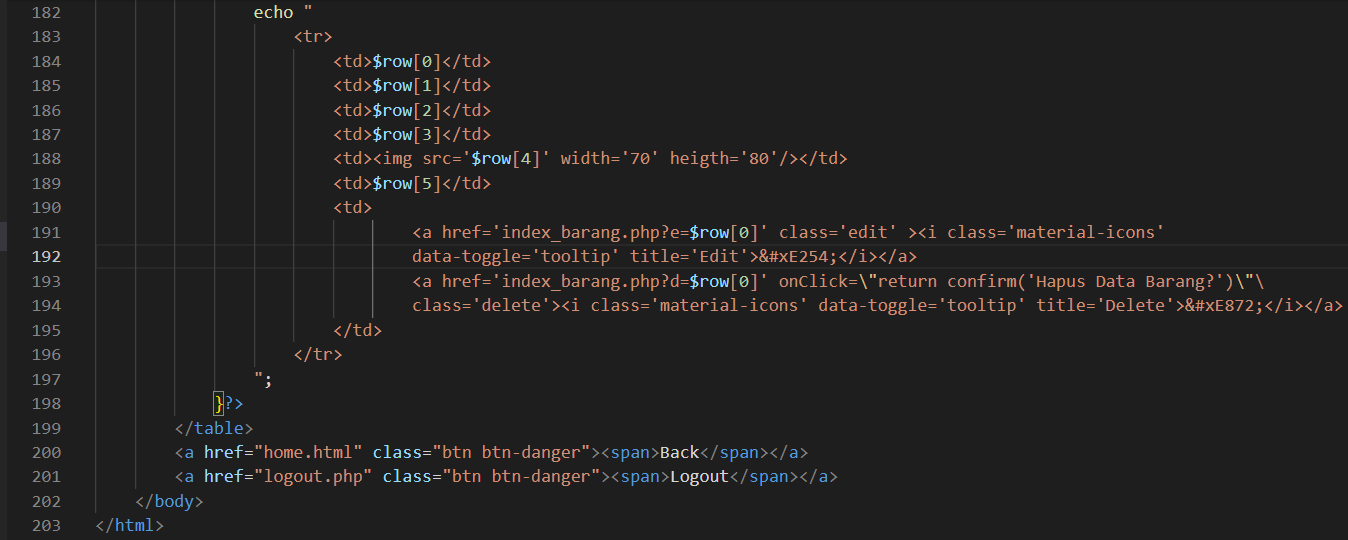 182 echo "
183 <tr>
184 <td>$row[0]</td>
185 <td>$row[1]</td>
186 <td>$row[2]</td>
187 <td>$row[3]</td>
188 <td><img src='$row[4]' width='70' heigth='80'/></td>
189 <td>$row[5]</td>
190 <td>
191 <a href='index_barang.php?e=$row[0]' class='edit' ><i class='material-icons'
192 data-toggle='tooltip' title='Edit'>&#xE254;</i></a>
193 <a href='index_barang.php?d=$row[0]' onClick=\"return confirm('Hapus Data Barang?')\"\
194 class='delete'><i class='material-icons' data-toggle='tooltip' title='Delete'>&#xE872;</i></a>
195 </td>
196 </tr>
197 ";
198 }?>
199 </table>
200 <a href="home.html" class="btn btn-danger"><span>Back</span></a>
201 <a href="logout.php" class="btn btn-danger"><span>Logout</span></a>
202 </body>
203 </html>